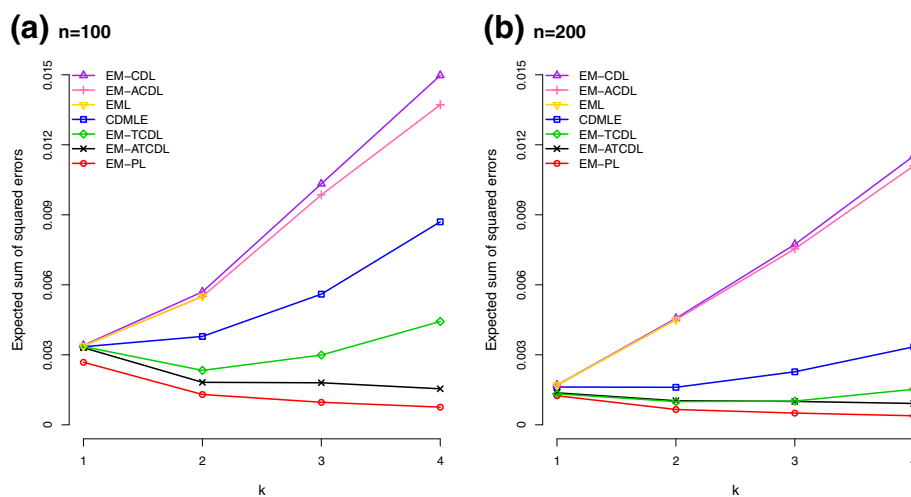 (a) n=100
Expected sum of squared errors
0.015
0.012
0.009
0.006
0.003
0
EM−CDL
EM−ACDL
EML
CDMLE
EM−TCDL
EM−ATCDL
EM−PL
1 2 3 4
k
(b) n=200
Expected sum of squared errors
0.015
0.012
0.009
0.006
0.003
0
EM−CDL
EM−ACDL
EML
CDMLE
EM−TCDL
EM−ATCDL
EM−PL
1 2 3
k